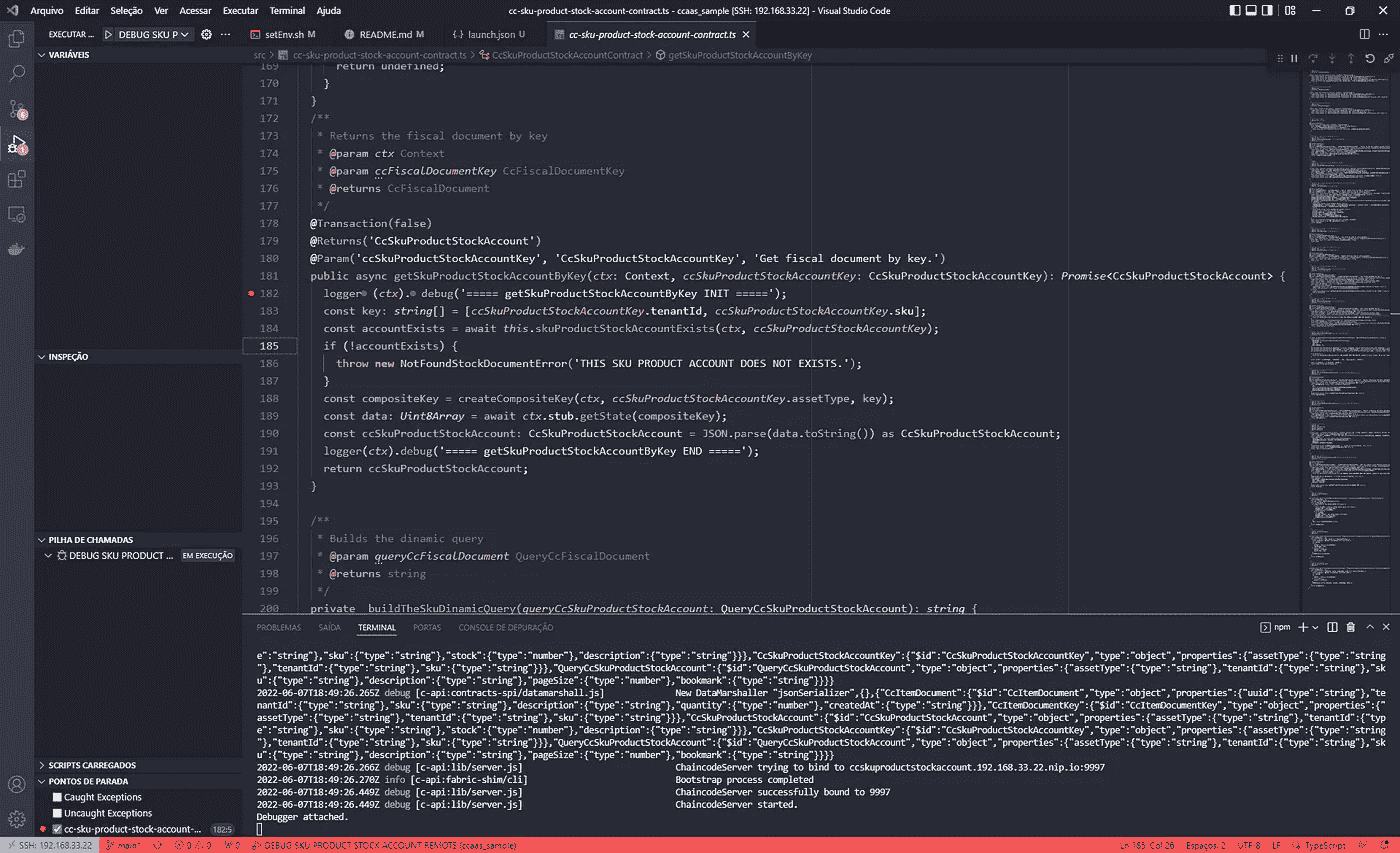 Arquivo Editar Seleção Ver Acessar Executar Terminal Ajuda
cc-sku-product-stock-account-contract.ts - ccaas_sample [SSH: 192.168.33.22] - Visual Studio Code
EXECUTAR ... DEBUG SKU P ...
setEnv.sh M README.md M {} launch.json U cc-sku-product-stock-account-contract.ts
VARIÁVEIS
src > cc-sku-product-stock-account-contract.ts > CcSkuProductStockAccountContract > getSkuProductStockAccountByKey
169 return undefined;
170 }
171 }
172 /**
173 * Returns the fiscal document by key
174 * @param ctx Context
175 * @param ccFiscalDocumentKey CcFiscalDocumentKey
176 * @returns CcFiscalDocument
177 */
178 @Transaction(false)
179 @Returns('CcSkuProductStockAccount')
180 @Param('ccSkuProductStockAccountKey', 'CcSkuProductStockAccountKey', 'Get fiscal document by key.')
181 public async getSkuProductStockAccountByKey(ctx: Context, ccSkuProductStockAccountKey: CcSkuProductStockAccountKey): Promise<CcSkuProductStockAccount> {
182 logger (ctx). debug('===== getSkuProductStockAccountByKey INIT =====');
183 const key: string[] = [ccSkuProductStockAccountKey.tenantId, ccSkuProductStockAccountKey.sku];
184 const accountExists = await this.skuProductStockAccountExists(ctx, ccSkuProductStockAccountKey);
185 if (!accountExists) {
186 throw new NotFoundStockDocumentError('THIS SKU PRODUCT ACCOUNT DOES NOT EXISTS.');
187 }
188 const compositeKey = createCompositeKey(ctx, ccSkuProductStockAccountKey.assetType, key);
189 const data: Uint8Array = await ctx.stub.getState(compositeKey);
190 const ccSkuProductStockAccount: CcSkuProductStockAccount = JSON.parse(data.toString()) as CcSkuProductStockAccount;
191 logger(ctx).debug('===== getSkuProductStockAccountByKey END =====');
192 return ccSkuProductStockAccount;
193 }
194
195 /**
196 * Builds the dinamic query
197 * @param queryCcFiscalDocument QueryCcFiscalDocument
198 * @returns string
199 */
200 private _buildTheSkuDinamicQuery(queryCcSkuProductStockAccount: QueryCcSkuProductStockAccount): string {
INSPEÇÃO
PILHA DE CHAMADAS
DEBUG SKU PRODUCT ... EM EXECUÇÃO
SCRIPTS CARREGADOS
PONTOS DE PARADA
Caught Exceptions
Uncaught Exceptions
cc-sku-product-stock-account-... 182:5
PROBLEMAS SAÍDA TERMINAL PORTAS CONSOLE DE DEPURAÇÃO
npm
e":"string"},"sku":{"type":"string"},"stock":{"type":"number"},"description":{"type":"string"}}},"CcSkuProductStockAccountKey":{"$id":"CcSkuProductStockAccountKey","type":"object","properties":{"assetType":{"type":"string
"},"tenantId":{"type":"string"},"sku":{"type":"string"}}},"QueryCcSkuProductStockAccount":{"$id":"QueryCcSkuProductStockAccount","type":"object","properties":{"assetType":{"type":"string"},"tenantId":{"type":"string"},"sk
u":{"type":"string"},"description":{"type":"string"},"pageSize":{"type":"number"},"bookmark":{"type":"string"}}}}
2022-06-07T18:49:26.265Z debug [c-api:contracts-spi/datamarshall.js] New DataMarshaller "jsonSerializer",{},{"CcItemDocument":{"$id":"CcItemDocument","type":"object","properties":{"uuid":{"type":"string"},"te
nantId":{"type":"string"},"sku":{"type":"string"},"description":{"type":"string"},"quantity":{"type":"number"},"createdAt":{"type":"string"}}},"CcItemDocumentKey":{"$id":"CcItemDocumentKey","type":"object","properties":{"
assetType":{"type":"string"},"tenantId":{"type":"string"},"sku":{"type":"string"}}},"CcSkuProductStockAccount":{"$id":"CcSkuProductStockAccount","type":"object","properties":{"assetType":{"type":"string"},"tenantId":{"typ
e":"string"},"sku":{"type":"string"},"stock":{"type":"number"},"description":{"type":"string"}}},"CcSkuProductStockAccountKey":{"$id":"CcSkuProductStockAccountKey","type":"object","properties":{"assetType":{"type":"string
"},"tenantId":{"type":"string"},"sku":{"type":"string"}}},"QueryCcSkuProductStockAccount":{"$id":"QueryCcSkuProductStockAccount","type":"object","properties":{"assetType":{"type":"string"},"tenantId":{"type":"string"},"sk
u":{"type":"string"},"description":{"type":"string"},"pageSize":{"type":"number"},"bookmark":{"type":"string"}}}}
2022-06-07T18:49:26.266Z debug [c-api:lib/server.js] ChaincodeServer trying to bind to ccskuproductstockaccount.192.168.33.22.nip.io:9997
2022-06-07T18:49:26.270Z info [c-api:fabric-shim/cli] Bootstrap process completed
2022-06-07T18:49:26.449Z debug [c-api:lib/server.js] ChaincodeServer successfully bound to 9997
2022-06-07T18:49:26.449Z debug [c-api:lib/server.js] ChaincodeServer started.
Debugger attached.
SSH: 192.168.33.22 main* 0 0 0 DEBUG SKU PRODUCT STOCK ACCOUNT REMOTE (ccaas_sample) Ln 185, Col 26 Espaços: 2 UTF-8 LF TypeScript